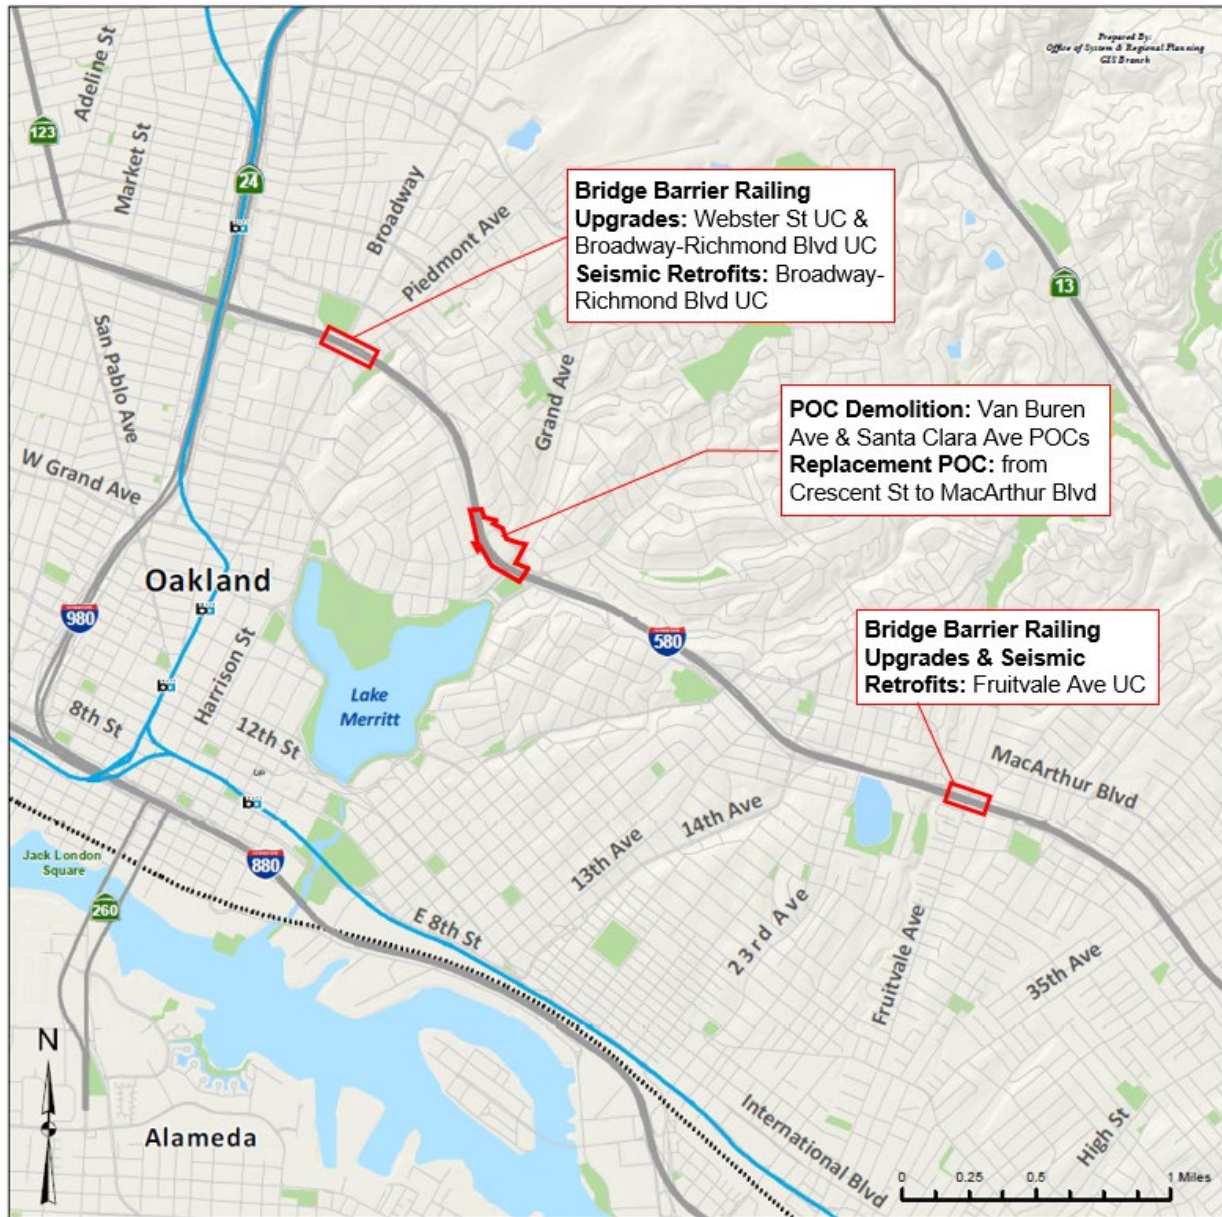 Prepared By:
Office of System & Regional Planning
GIS Branch
Adeline St
123
Market St
24
Broadway
Piedmont Ave
Bridge Barrier Railing
Upgrades: Webster St UC &
Broadway-Richmond Blvd UC
Seismic Retrofits: Broadway-
Richmond Blvd UC
13
San Pablo Ave
Grand Ave
POC Demolition: Van Buren
Ave & Santa Clara Ave POCs
Replacement POC: from
Crescent St to MacArthur Blvd
W Grand Ave
Oakland
980
580
Harrison St
Lake
Merritt
Bridge Barrier Railing
Upgrades & Seismic
Retrofits: Fruitvale Ave UC
8th St
12th St
UP
MacArthur Blvd
14th Ave
13th Ave
Jack London
Square
880
260
E 8th St
23rd Ave
Fruitvale Ave
35th Ave
N
Alameda
International Blvd
High St
0 0.25 0.5 1 Miles